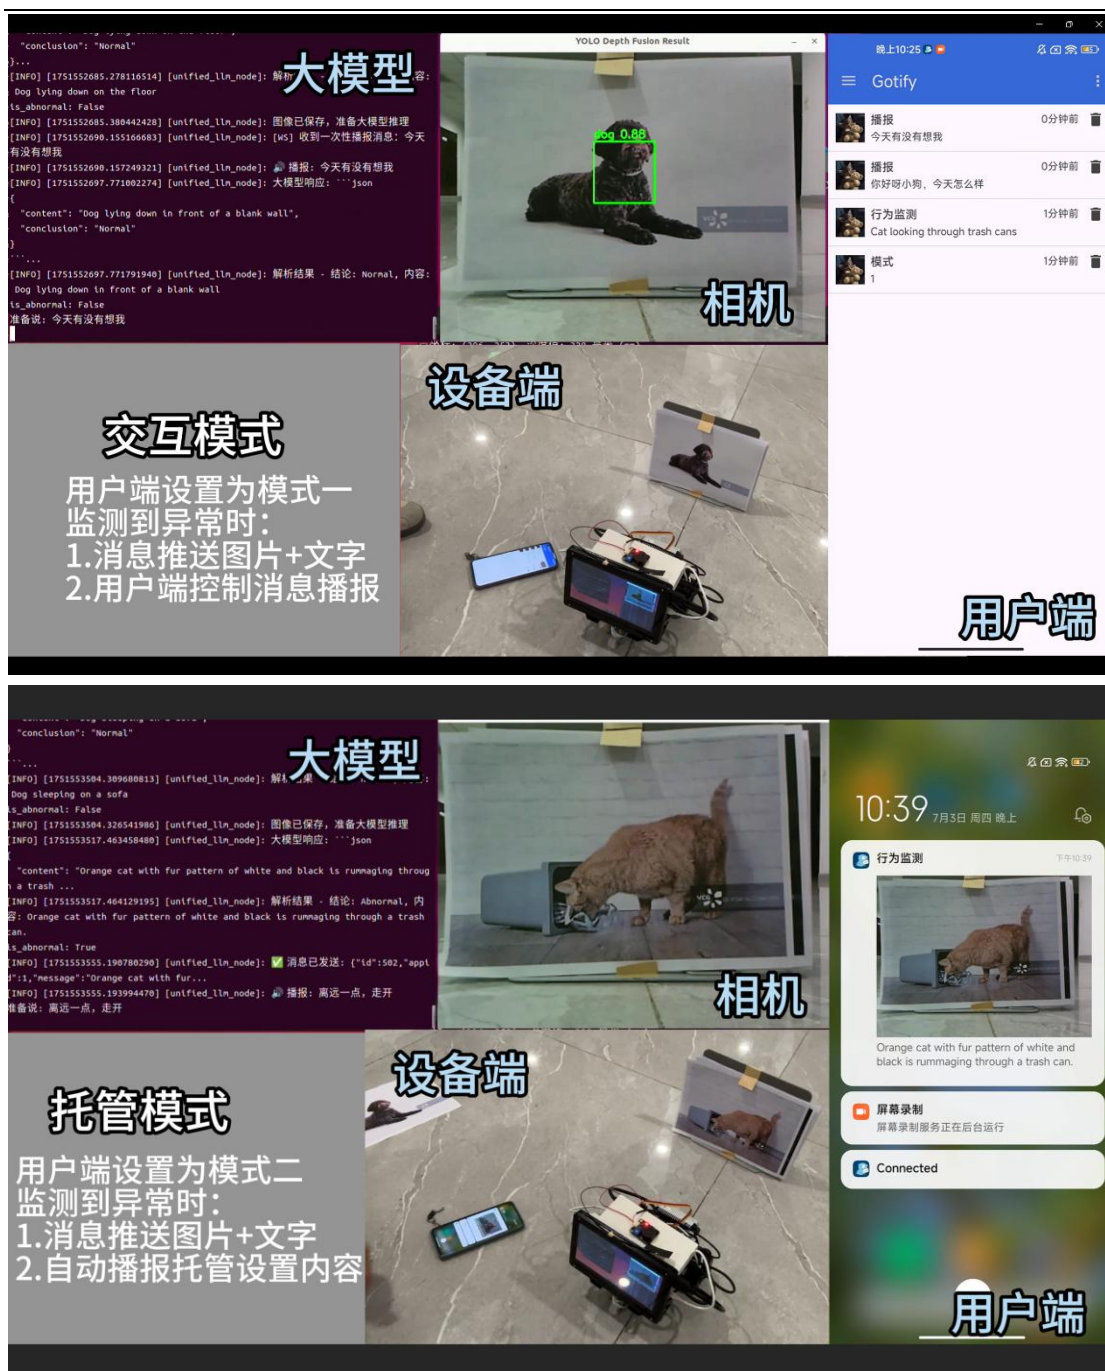 "conclusion": "Normal"
}...
[INFO] [1751552685.278116514] [unified_llm_node]: 解析
容:
Dog lying down on the floor
is_abnormal: False
[INFO] [1751552685.380442428] [unified_llm_node]: 图像已保存，准备大模型推理
[INFO] [1751552690.155166683] [unified_llm_node]: [WS] 收到一次性播报消息: 今天
有没有想我
[INFO] [1751552690.157249321] [unified_llm_node]: 🔊 播报: 今天有没有想我
[INFO] [1751552697.771002274] [unified_llm_node]: 大模型响应: ```json
{
"content": "Dog lying down in front of a blank wall",
"conclusion": "Normal"
}
```...
[INFO] [1751552697.771791940] [unified_llm_node]: 解析结果 - 结论: Normal, 内容:
Dog lying down in front of a blank wall
is_abnormal: False
准备说: 今天有没有想我
大模型
YOLO Depth Fusion Result
dog 0.88
相机
晚上10:25
Gotify
播报
0分钟前
今天有没有想我
播报
0分钟前
你好呀小狗，今天怎么样
行为监测
1分钟前
Cat looking through trash cans
模式
1分钟前
1
用户端
交互模式
用户端设置为模式一
监测到异常时：
1.消息推送图片+文字
2.用户端控制消息播报
设备端
"conclusion": "Normal"
}
```...
[INFO] [1751553504.309680813] [unified_llm_node]: 解
Dog sleeping on a sofa
is_abnormal: False
[INFO] [1751553504.326541986] [unified_llm_node]: 图像已保存，准备大模型推理
[INFO] [1751553517.463458480] [unified_llm_node]: 大模型响应: ```json
{
"content": "Orange cat with fur pattern of white and black is rummaging throug
h a trash ...
[INFO] [1751553517.464129195] [unified_llm_node]: 解析结果 - 结论: Abnormal, 内
容: Orange cat with fur pattern of white and black is rummaging through a trash
can.
is_abnormal: True
[INFO] [1751553555.190780290] [unified_llm_node]: ✅ 消息已发送: {"id":502,"appi
d":1,"message":"Orange cat with fur...
[INFO] [1751553555.193994470] [unified_llm_node]: 🔊 播报: 离远一点，走开
准备说: 离远一点，走开
大模型
相机
10:39 7月3日 周四 晚上
行为监测
下午10:39
Orange cat with fur pattern of white and
black is rummaging through a trash can.
屏幕录制
屏幕录制服务正在后台运行
Connected
用户端
托管模式
用户端设置为模式二
监测到异常时：
1.消息推送图片+文字
2.自动播报托管设置内容
设备端